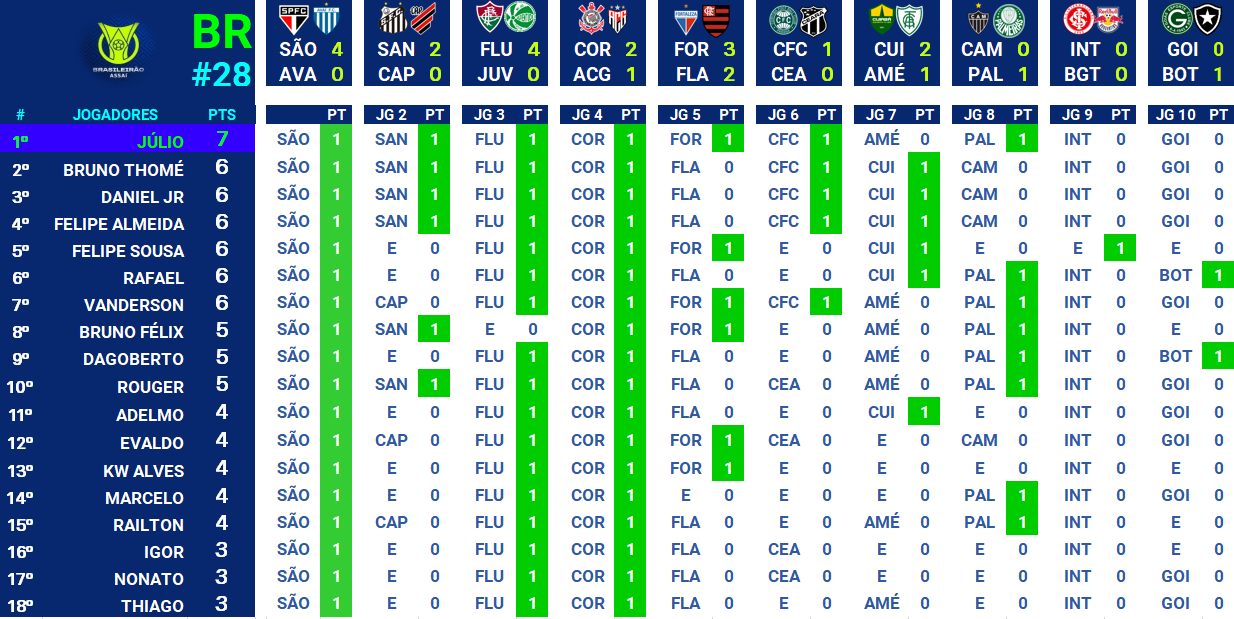 BR
#28
BRASILEIRÃO
ASSAÍ
SÃO 4 SAN 2 FLU 4 COR 2 FOR 3 CFC 1 CUI 2 CAM 0 INT 0 GOI 0
AVA 0 CAP 0 JUV 0 ACG 1 FLA 2 CEA 0 AMÉ 1 PAL 1 BGT 0 BOT 1
# JOGADORES PTS PT JG 2 PT JG 3 PT JG 4 PT JG 5 PT JG 6 PT JG 7 PT JG 8 PT JG 9 PT JG 10 PT
1º JÚLIO 7 SÃO 1 SAN 1 FLU 1 COR 1 FOR 1 CFC 1 AMÉ 0 PAL 1 INT 0 GOI 0
2º BRUNO THOMÉ 6 SÃO 1 SAN 1 FLU 1 COR 1 FLA 0 CFC 1 CUI 1 CAM 0 INT 0 GOI 0
3º DANIEL JR 6 SÃO 1 SAN 1 FLU 1 COR 1 FLA 0 CFC 1 CUI 1 CAM 0 INT 0 GOI 0
4º FELIPE ALMEIDA 6 SÃO 1 SAN 1 FLU 1 COR 1 FLA 0 CFC 1 CUI 1 CAM 0 INT 0 GOI 0
5º FELIPE SOUSA 6 SÃO 1 E 0 FLU 1 COR 1 FOR 1 E 0 CUI 1 E 0 E 1 E 0
6º RAFAEL 6 SÃO 1 E 0 FLU 1 COR 1 FLA 0 E 0 CUI 1 PAL 1 INT 0 BOT 1
7º VANDERSON 6 SÃO 1 CAP 0 FLU 1 COR 1 FOR 1 CFC 1 AMÉ 0 PAL 1 INT 0 GOI 0
8º BRUNO FÉLIX 5 SÃO 1 SAN 1 E 0 COR 1 FOR 1 E 0 AMÉ 0 PAL 1 INT 0 E 0
9º DAGOBERTO 5 SÃO 1 E 0 FLU 1 COR 1 FLA 0 E 0 AMÉ 0 PAL 1 INT 0 BOT 1
10º ROUGER 5 SÃO 1 SAN 1 FLU 1 COR 1 FLA 0 CEA 0 AMÉ 0 PAL 1 INT 0 GOI 0
11º ADELMO 4 SÃO 1 E 0 FLU 1 COR 1 FLA 0 E 0 CUI 1 E 0 INT 0 GOI 0
12º EVALDO 4 SÃO 1 CAP 0 FLU 1 COR 1 FOR 1 CEA 0 E 0 CAM 0 INT 0 GOI 0
13º KW ALVES 4 SÃO 1 E 0 FLU 1 COR 1 FOR 1 E 0 E 0 E 0 INT 0 E 0
14º MARCELO 4 SÃO 1 E 0 FLU 1 COR 1 E 0 E 0 E 0 PAL 1 INT 0 GOI 0
15º RAILTON 4 SÃO 1 CAP 0 FLU 1 COR 1 FLA 0 E 0 AMÉ 0 PAL 1 INT 0 E 0
16º IGOR 3 SÃO 1 E 0 FLU 1 COR 1 FLA 0 CEA 0 E 0 E 0 INT 0 E 0
17º NONATO 3 SÃO 1 E 0 FLU 1 COR 1 FLA 0 CEA 0 E 0 E 0 INT 0 GOI 0
18º THIAGO 3 SÃO 1 E 0 FLU 1 COR 1 FLA 0 E 0 AMÉ 0 E 0 INT 0 GOI 0